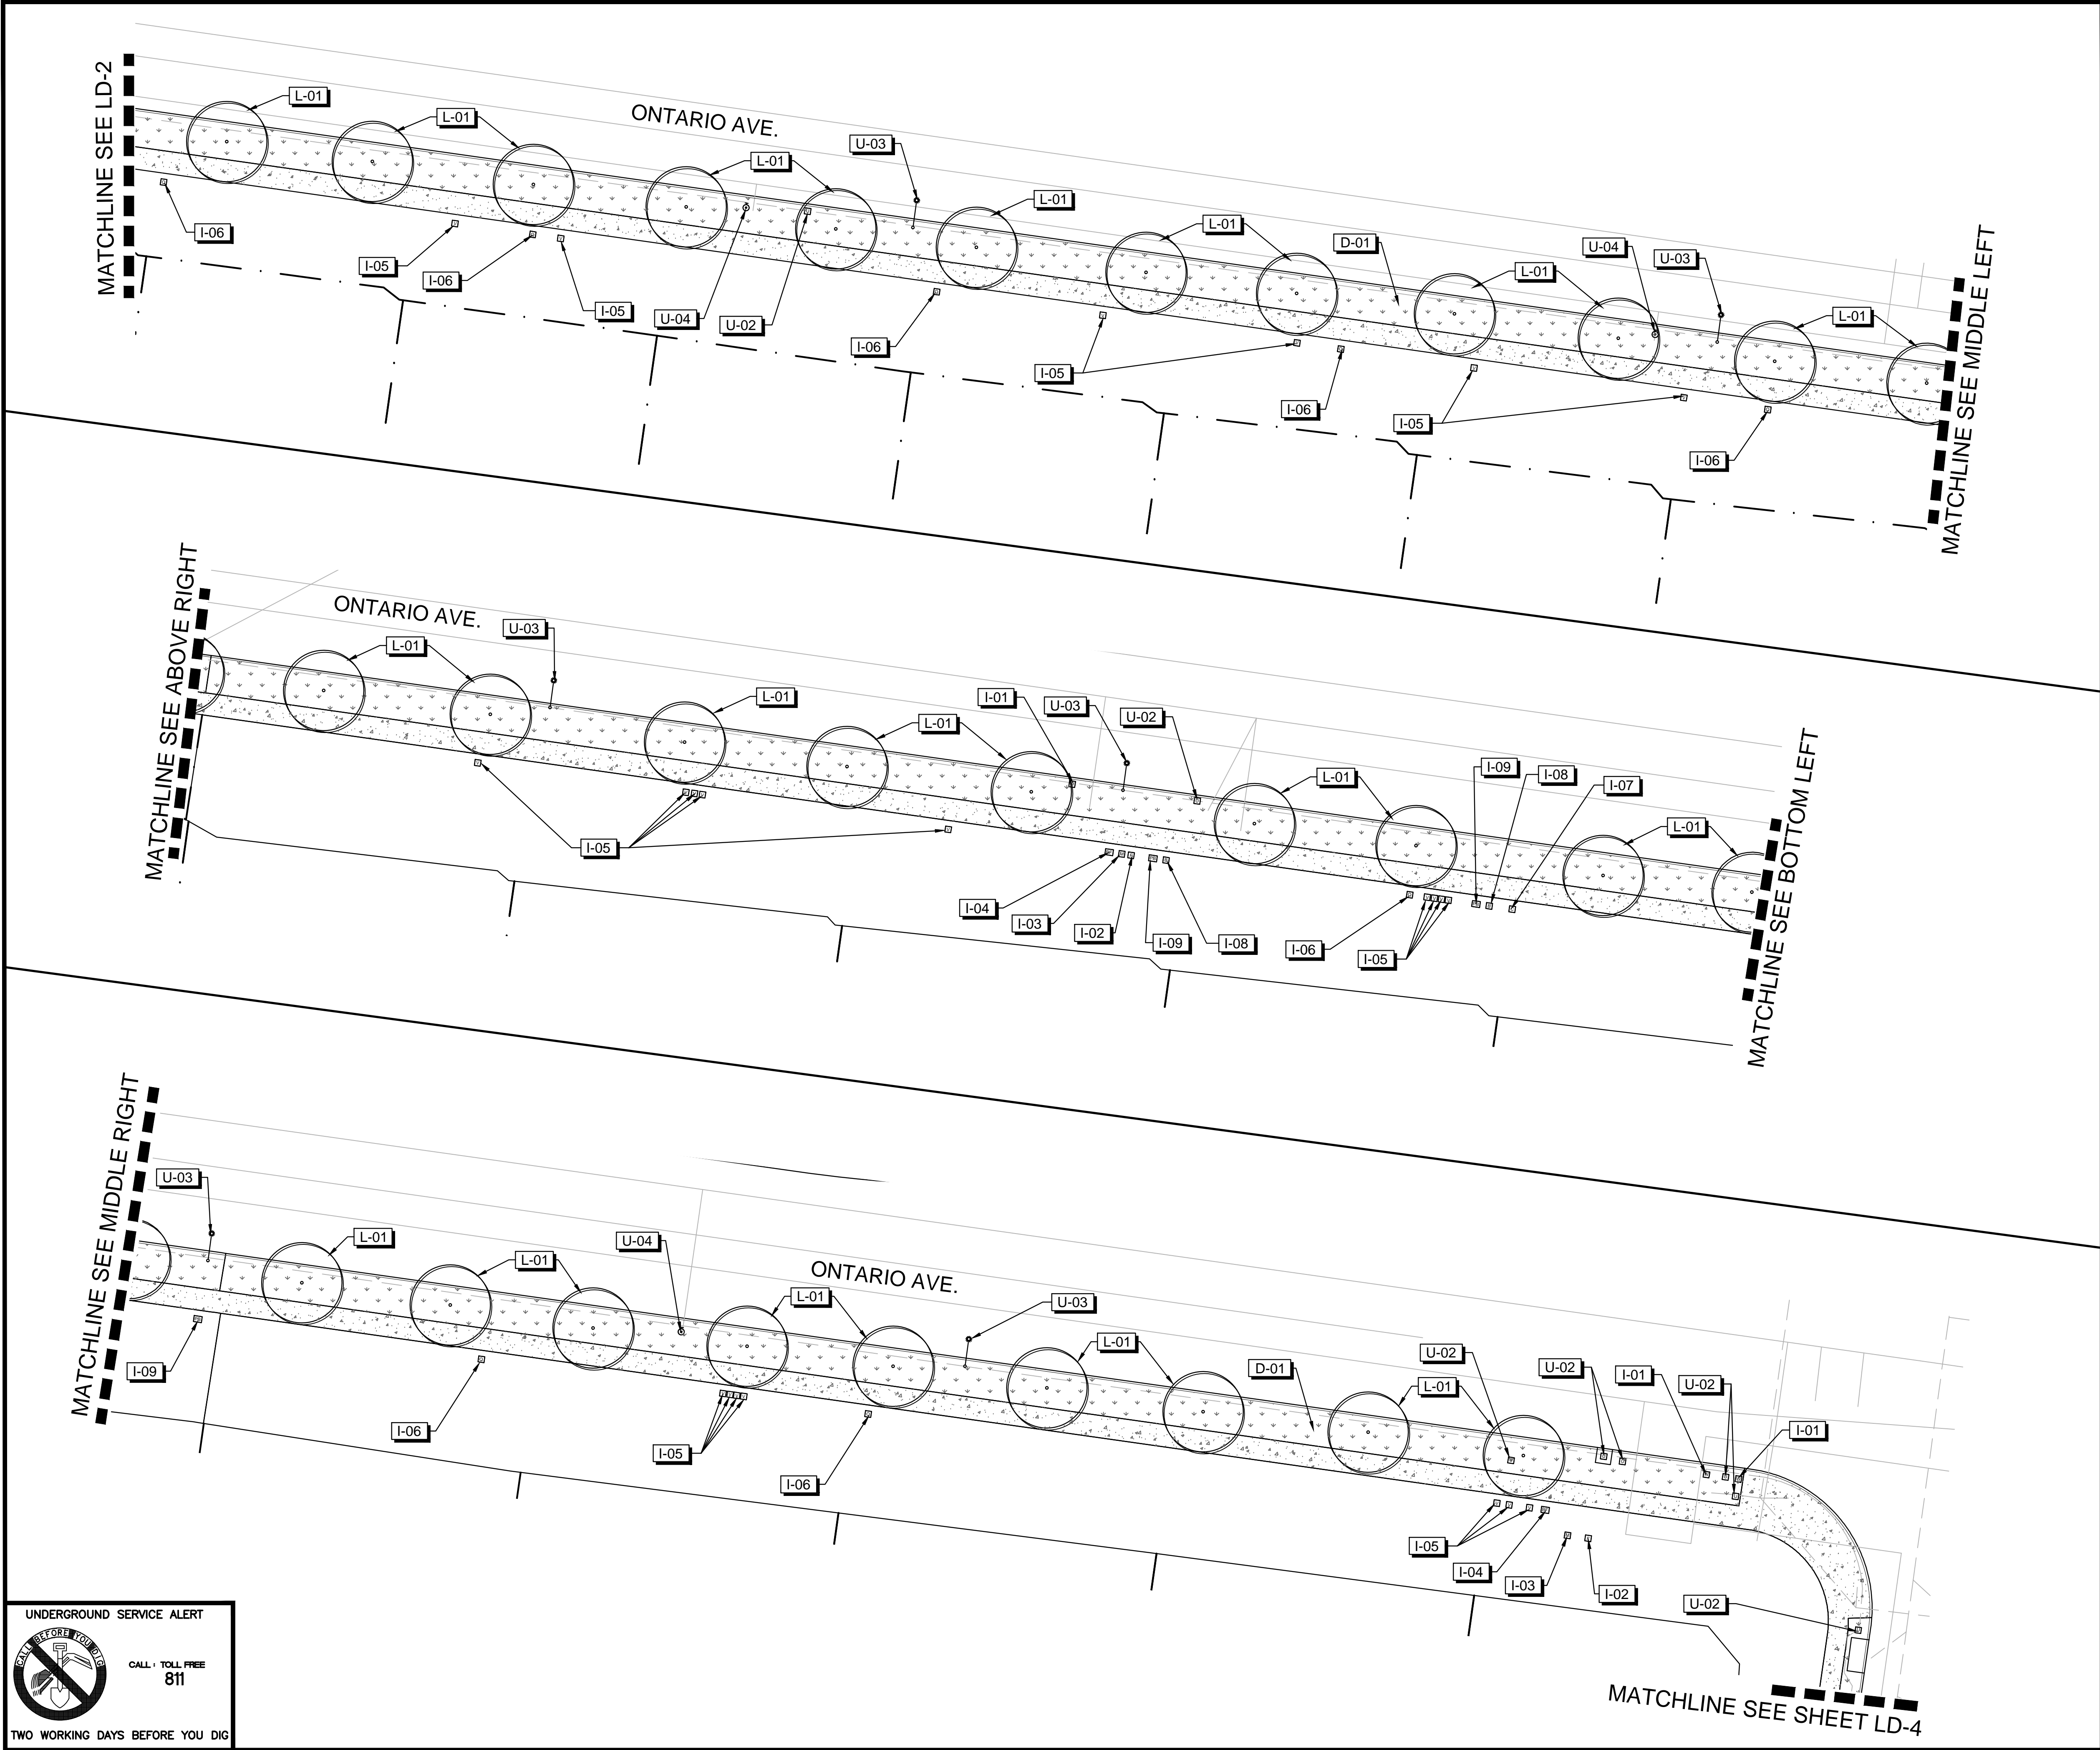 MATCHLINE SEE LD-2
L-01
L-01
ONTARIO AVE.
L-01
U-03
L-01
L-01
D-01
L-01
U-04
U-03
L-01
MATCHLINE SEE MIDDLE LEFT
I-06
I-05
I-06
I-05
U-04
U-02
I-06
I-05
I-06
I-05
I-06
MATCHLINE SEE ABOVE RIGHT
ONTARIO AVE.
L-01
U-03
L-01
L-01
I-01
U-03
U-02
L-01
I-09
I-08
I-07
L-01
MATCHLINE SEE BOTTOM LEFT
I-05
I-04
I-03
I-02
I-09
I-08
I-06
I-05
MATCHLINE SEE MIDDLE RIGHT
U-03
L-01
L-01
U-04
ONTARIO AVE.
L-01
U-03
L-01
D-01
U-02
L-01
U-02
I-01
U-02
I-01
I-09
I-06
I-05
I-06
I-05
I-04
I-03
I-02
U-02
MATCHLINE SEE SHEET LD-4
UNDERGROUND SERVICE ALERT
CALL BEFORE YOU DIG
CALL: TOLL FREE
811
TWO WORKING DAYS BEFORE YOU DIG